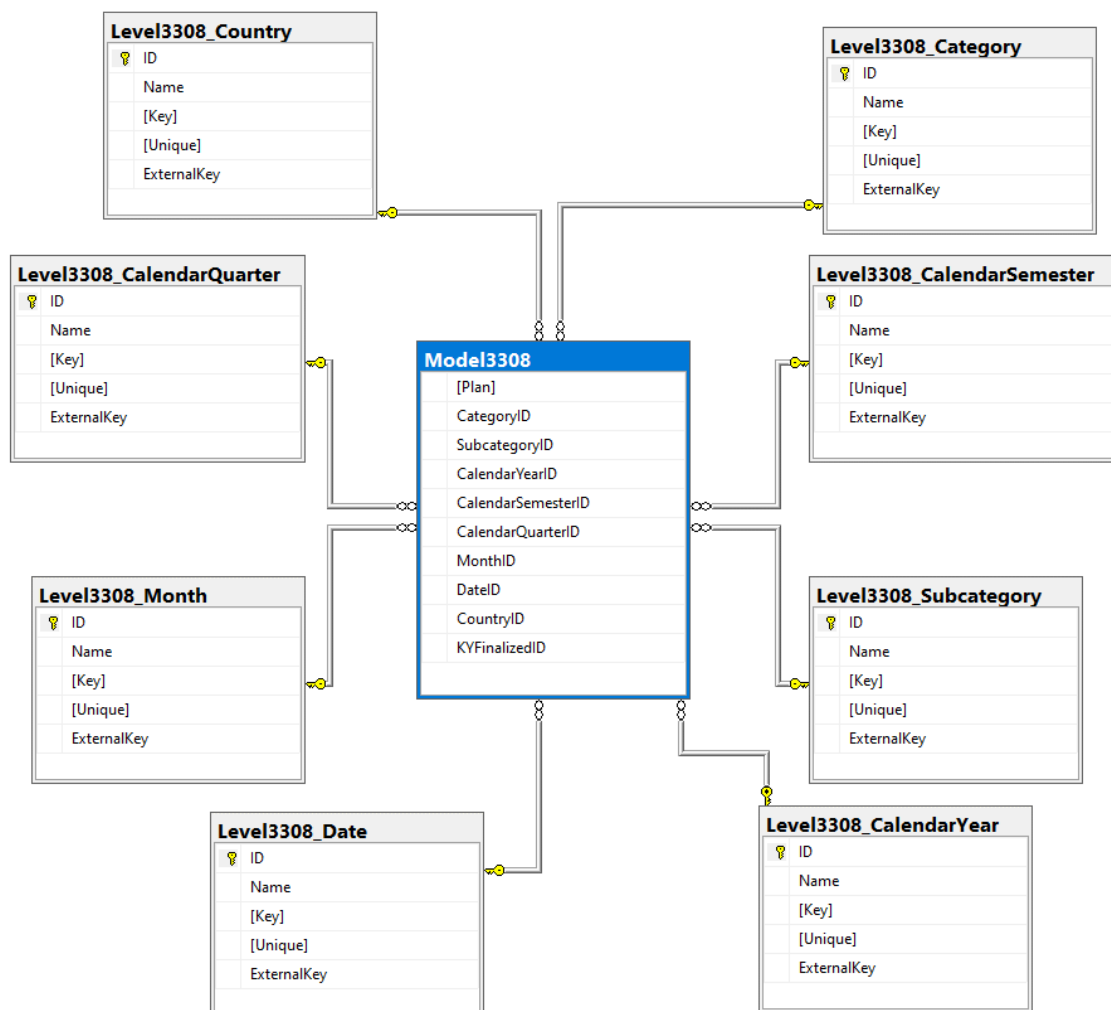 Level3308_Country
ID
Name
[Key]
[Unique]
ExternalKey
Level3308_Category
ID
Name
[Key]
[Unique]
ExternalKey
Level3308_CalendarQuarter
ID
Name
[Key]
[Unique]
ExternalKey
Level3308_CalendarSemester
ID
Name
[Key]
[Unique]
ExternalKey
Model3308
[Plan]
CategoryID
SubcategoryID
CalendarYearID
CalendarSemesterID
CalendarQuarterID
MonthID
DateID
CountryID
KYFinalizedID
Level3308_Month
ID
Name
[Key]
[Unique]
ExternalKey
Level3308_Subcategory
ID
Name
[Key]
[Unique]
ExternalKey
Level3308_Date
ID
Name
[Key]
[Unique]
ExternalKey
Level3308_CalendarYear
ID
Name
[Key]
[Unique]
ExternalKey